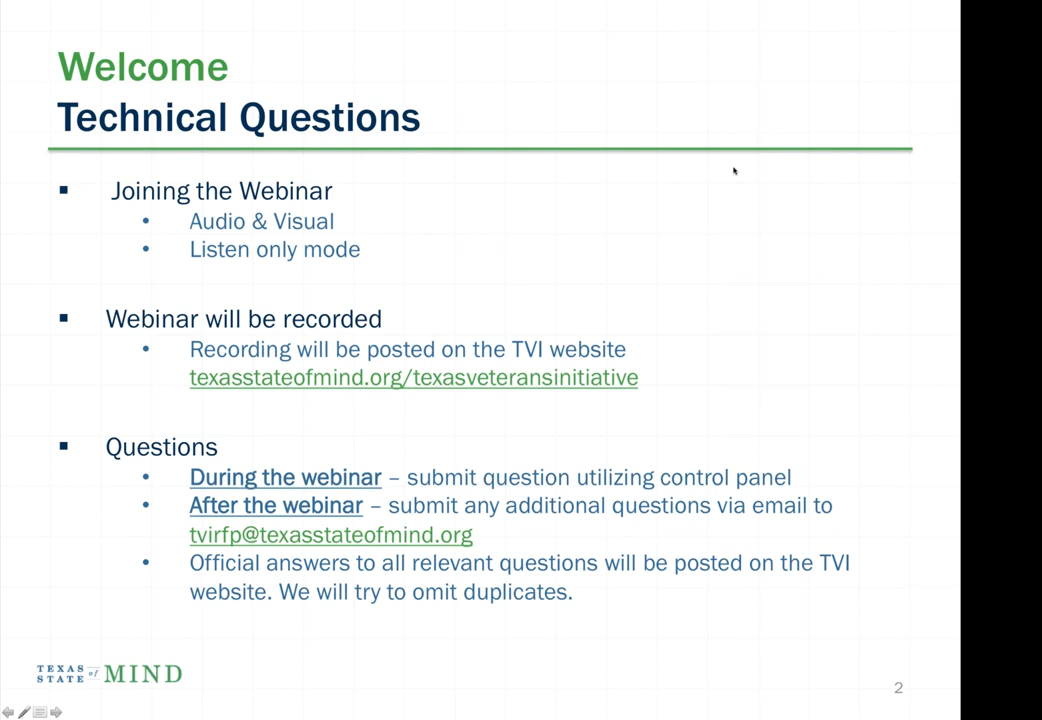 Welcome
Technical Questions
Joining the Webinar
Audio & Visual
Listen only mode
Webinar will be recorded
Recording will be posted on the TVI website
texasstateofmind.org/texasveteransinitiative
Questions
During the webinar – submit question utilizing control panel
After the webinar – submit any additional questions via email to
tvirfp@texasstateofmind.org
Official answers to all relevant questions will be posted on the TVI
website. We will try to omit duplicates.
TEXAS STATE of MIND
2